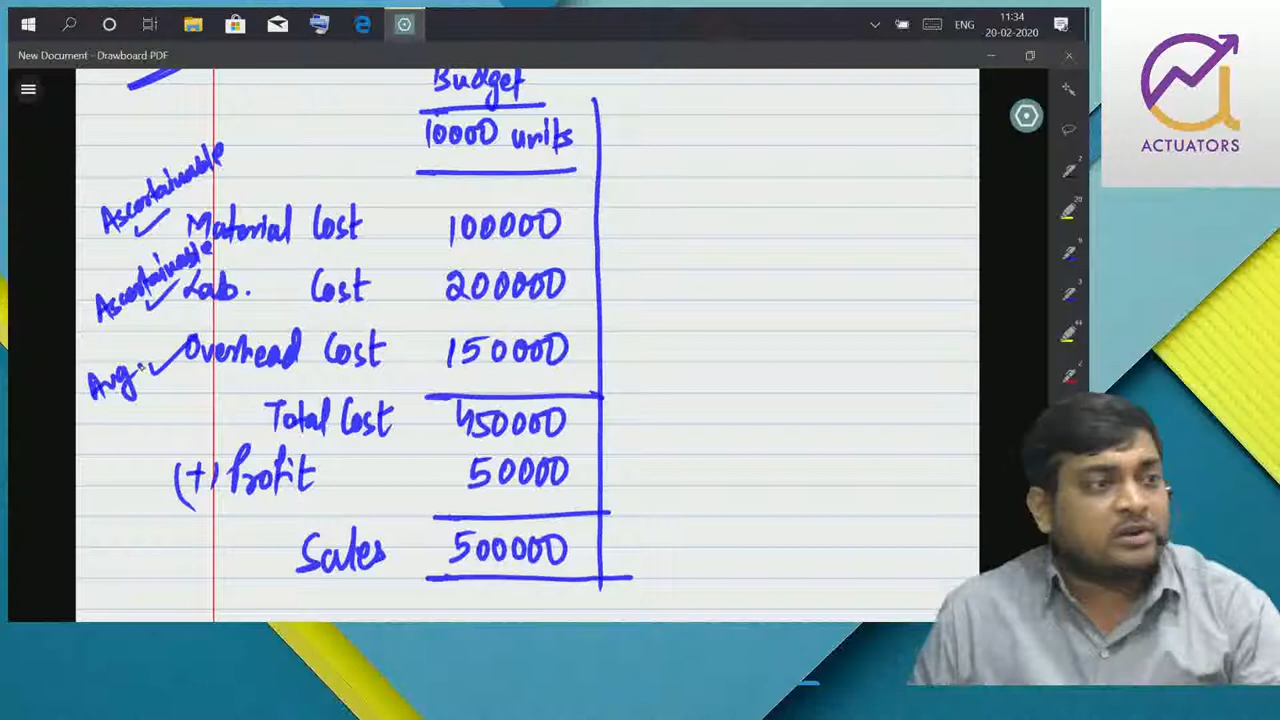 ENG
11:34
20-02-2020
New Document - Drawboard PDF
ACTUATORS
Budget
10000 units
Ascertainable
Material Cost 100000
Ascertainable
Lab. Cost 200000
Overhead Cost 150000
Avg.
Total Cost 450000
(+) Profit 50000
Sales 500000